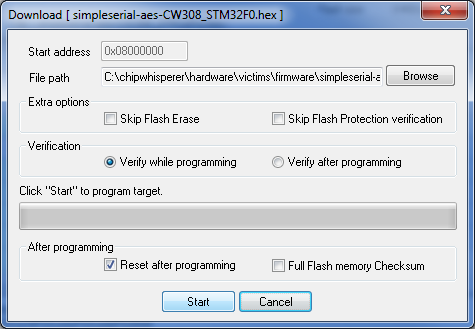 Download [ simpleserial-aes-CW308_STM32F0.hex ]
Start address 0x08000000
File path C:\chipwhisperer\hardware\victims\firmware\simpleserial-a Browse
Extra options
Skip Flash Erase Skip Flash Protection verification
Verification
Verify while programming Verify after programming
Click "Start" to program target.
After programming
Reset after programming Full Flash memory Checksum
Start Cancel